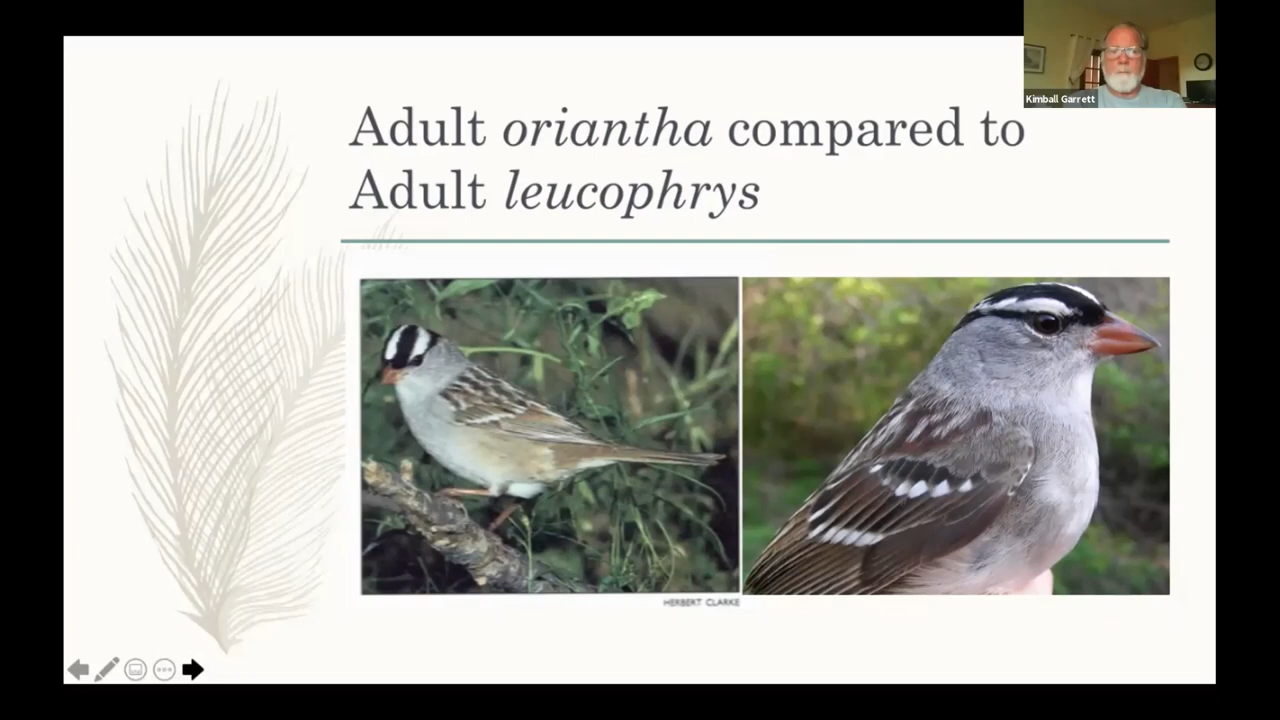 Kimball Garrett
Adult oriantha compared to
Adult leucophrys
HERBERT CLARKE